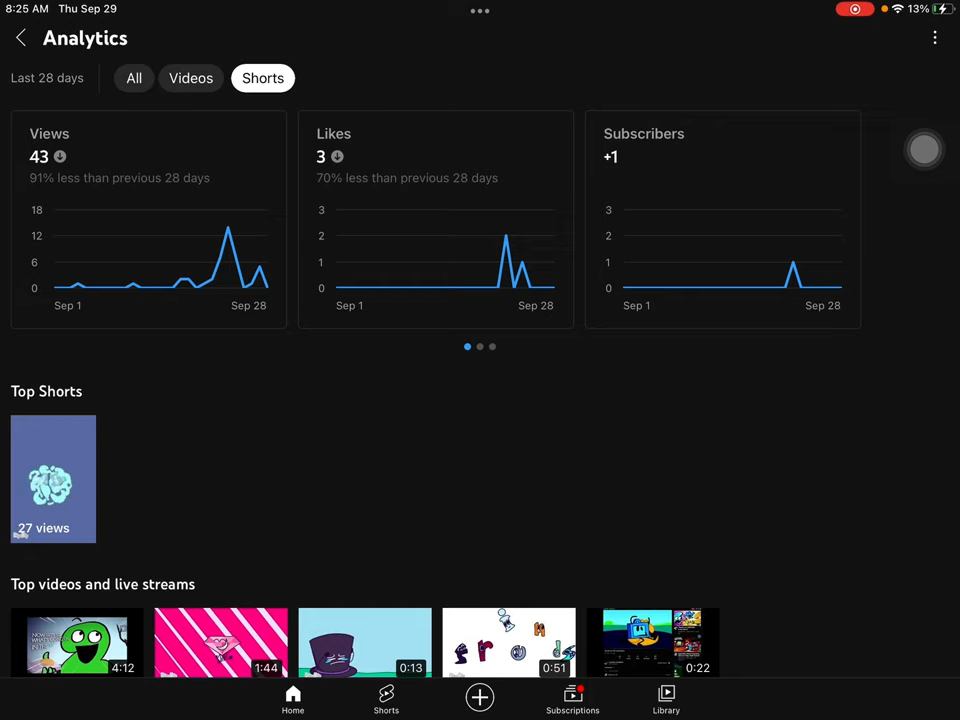 8:25 AM Thu Sep 29
13%
Analytics
Last 28 days All Videos Shorts
Views
43
91% less than previous 28 days
18
12
6
0
Sep 1 Sep 28
Likes
3
70% less than previous 28 days
3
2
1
0
Sep 1 Sep 28
Subscribers
+1
3
2
1
0
Sep 1 Sep 28
Top Shorts
27 views
Top videos and live streams
4:12
1:44
0:13
0:51
0:22
Home Shorts Subscriptions Library